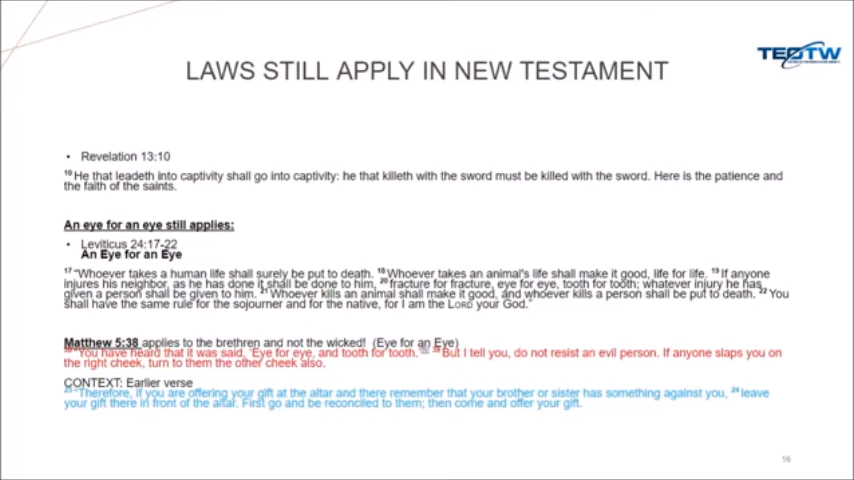 LAWS STILL APPLY IN NEW TESTAMENT
TEOTW
• Revelation 13:10
10 He that leadeth into captivity shall go into captivity: he that killeth with the sword must be killed with the sword. Here is the patience and
the faith of the saints.
An eye for an eye still applies:
• Leviticus 24:17-22
An Eye for an Eye
17 "Whoever takes a human life shall surely be put to death. 18 Whoever takes an animal's life shall make it good, life for life. 19 If anyone
injures his neighbor, as he has done it shall be done to him, 20 fracture for fracture, eye for eye, tooth for tooth; whatever injury he has
given a person shall be given to him. 21 Whoever kills an animal shall make it good, and whoever kills a person shall be put to death. 22 You
shall have the same rule for the sojourner and for the native, for I am the LORD your God."
Matthew 5:38 applies to the brethren and not the wicked! (Eye for an Eye)
"You have heard that it was said, 'Eye for eye, and tooth for tooth.' 39 But I tell you, do not resist an evil person. If anyone slaps you on
the right cheek, turn to them the other cheek also.
CONTEXT: Earlier verse
23 "Therefore, if you are offering your gift at the altar and there remember that your brother or sister has something against you, 24 leave
your gift there in front of the altar. First go and be reconciled to them; then come and offer your gift.
16